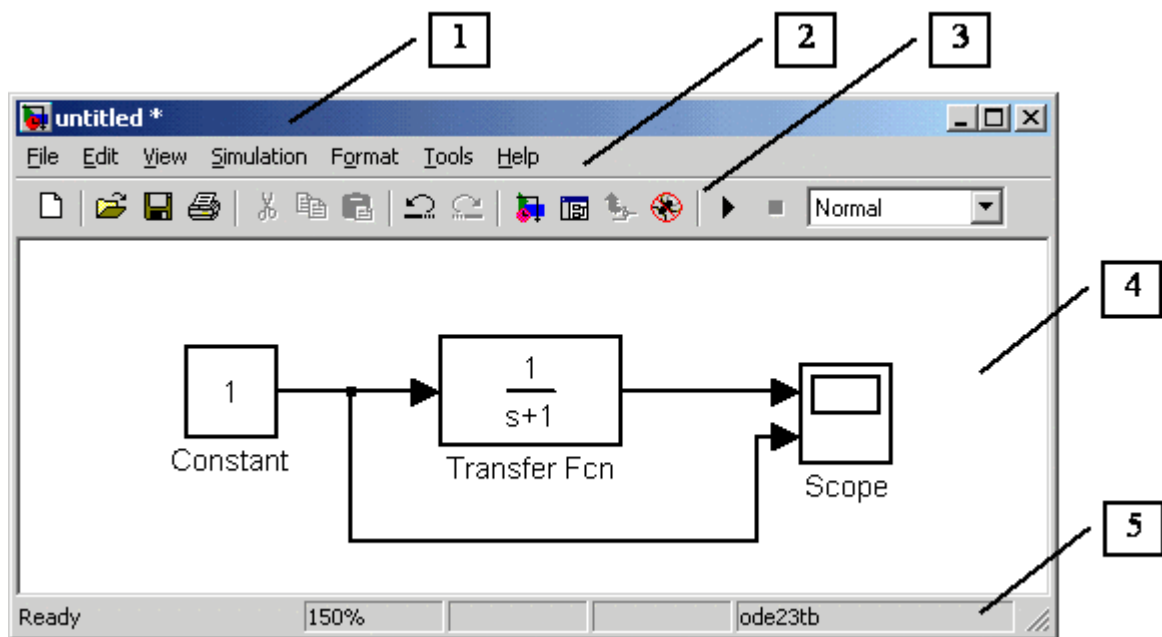 1 2 3
untitled *
File Edit View Simulation Format Tools Help
Normal
4
1
1
s+1
Constant
Transfer Fcn
Scope
5
Ready 150% ode23tb